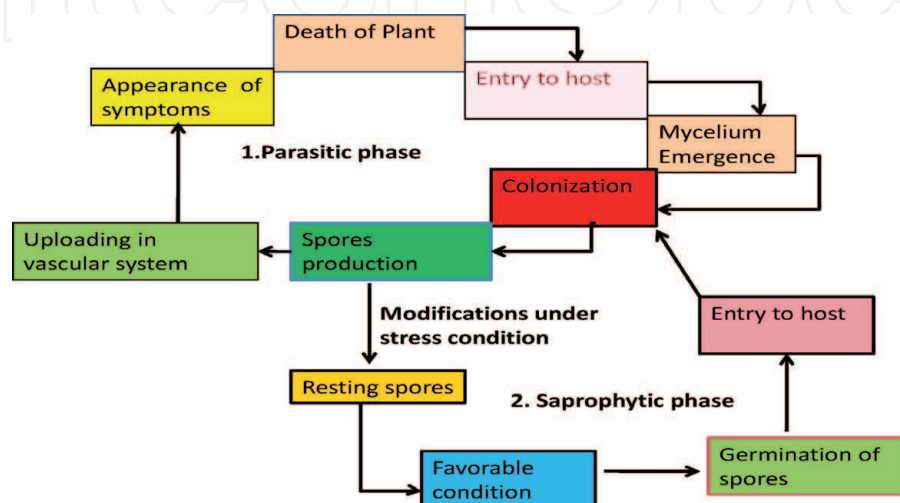 Death of Plant
Entry to host
Appearance of
symptoms
Mycelium
Emergence
1.Parasitic phase
Colonization
Uploading in
vascular system
Spores
production
Modifications under
stress condition
Entry to host
Resting spores
2. Saprophytic phase
Favorable
condition
Germination of
spores